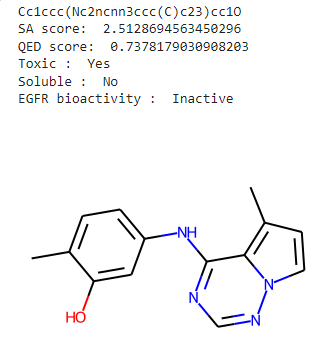 Cc1ccc(Nc2ncnn3ccc(C)c23)cc1O
SA score:  2.5128694563450296
QED score:  0.7378179030908203
Toxic :  Yes
Soluble :  No
EGFR bioactivity :  Inactive
NH
N
N
N
HO